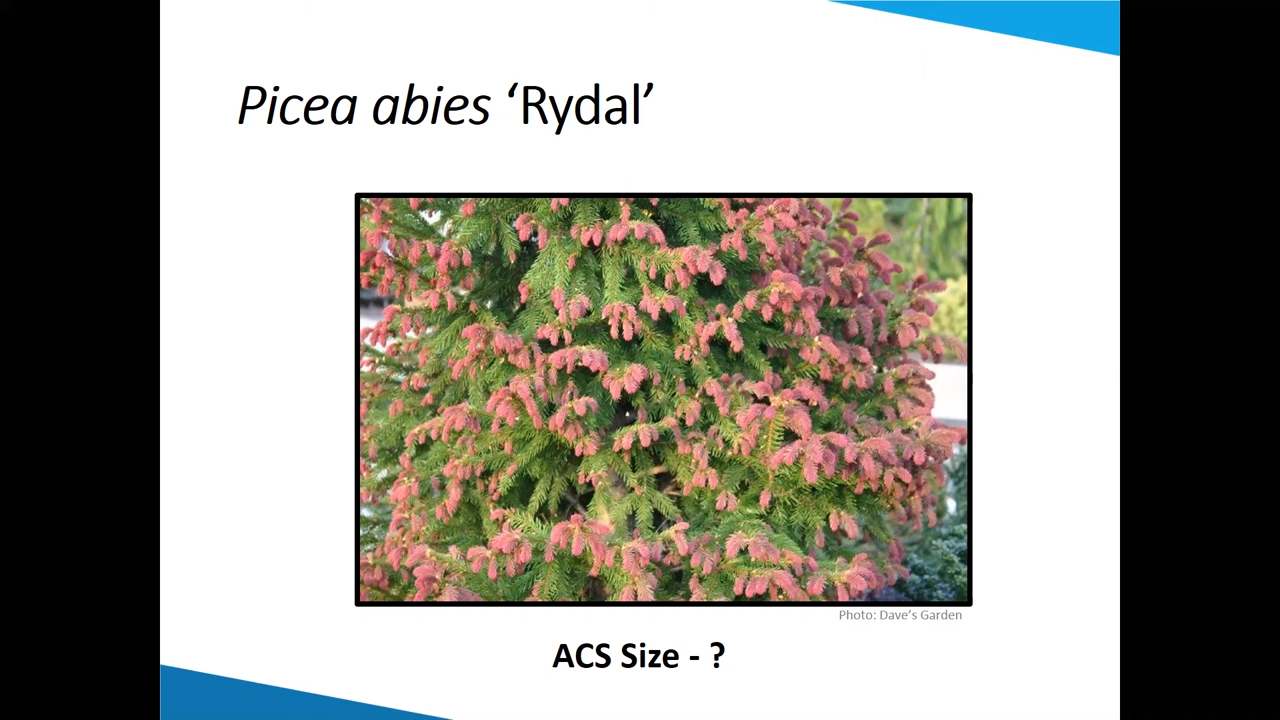 Picea abies ‘Rydal’
Photo: Dave’s Garden
ACS Size - ?